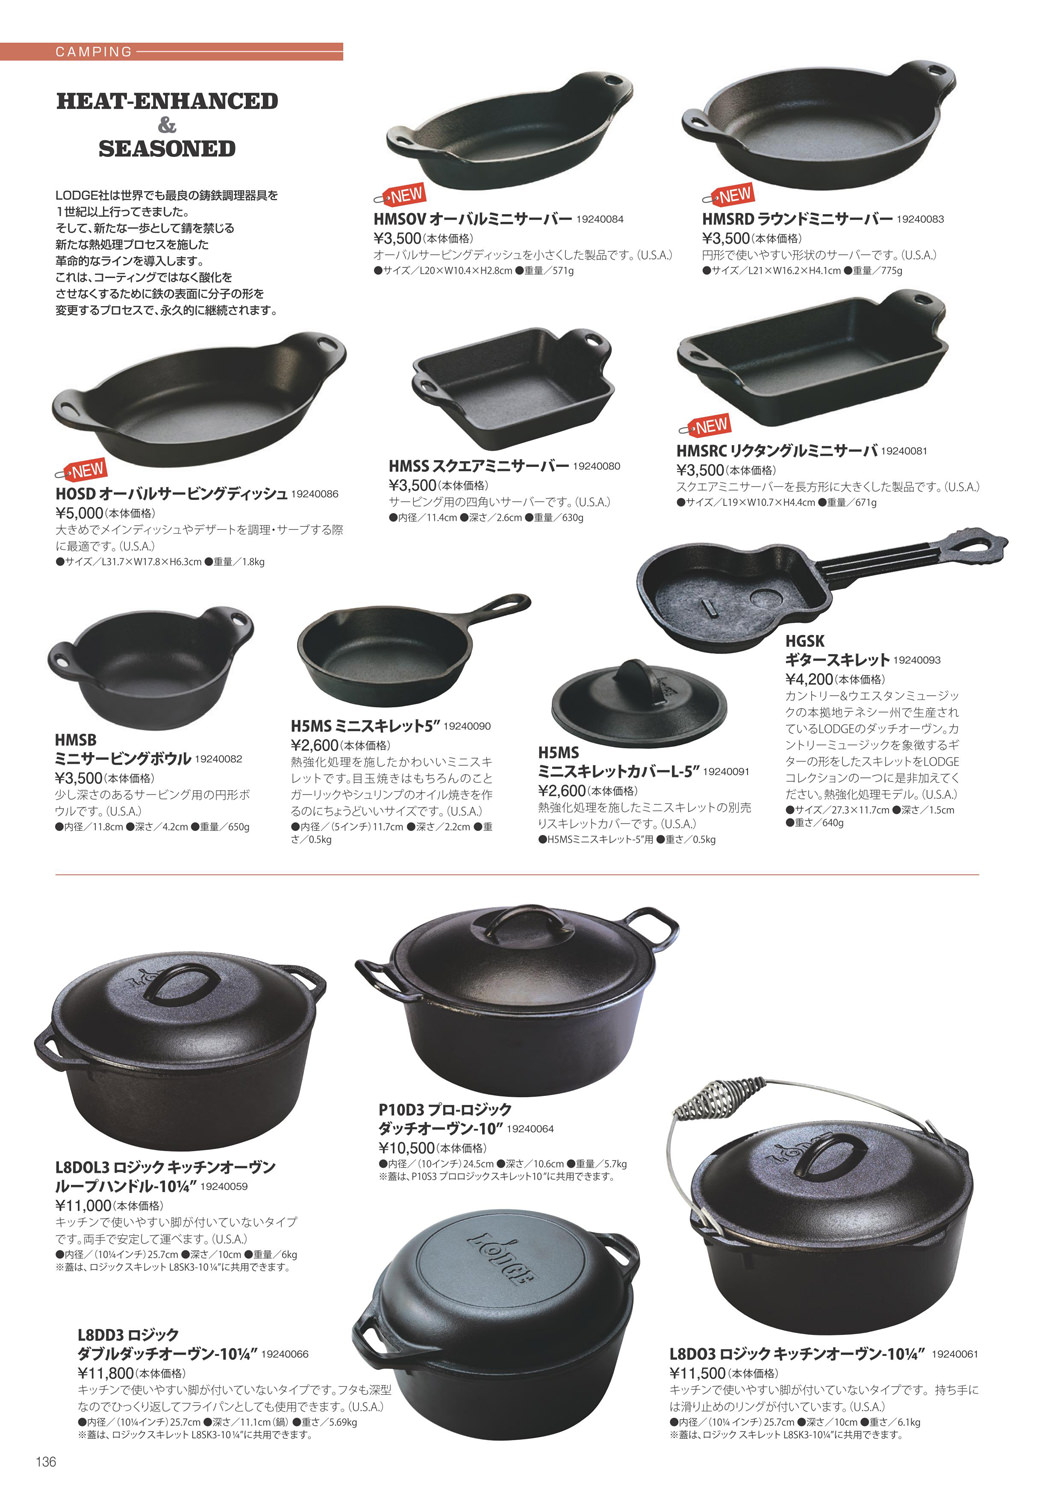 CAMPING
HEAT-ENHANCED
&
SEASONED
LODGE社は世界でも最良の鋳鉄調理器具を
1世紀以上行ってきました。
そして、新たな一歩として錆を禁じる
新たな熱処理プロセスを施した
革命的なラインを導入します。
これは、コーティングではなく酸化を
させなくするために鉄の表面に分子の形を
変更するプロセスで、永久的に継続されます。
NEW
HMSOV オーバルミニサーバー 19240084
¥3,500(本体価格)
オーバルサービングディッシュを小さくした製品です。(U.S.A.)
●サイズ／L20×W10.4×H2.8cm ●重量／571g
NEW
HMSRD ラウンドミニサーバー 19240083
¥3,500(本体価格)
円形で使いやすい形状のサーバーです。(U.S.A.)
●サイズ／L21×W16.2×H4.1cm ●重量／775g
NEW
HOSD オーバルサービングディッシュ 19240086
¥5,000(本体価格)
大きめでメインディッシュやデザートを調理・サーブする際
に最適です。(U.S.A.)
●サイズ／L31.7×W17.8×H6.3cm ●重量／1.8kg
HMSS スクエアミニサーバー 19240080
¥3,500(本体価格)
サービング用の四角いサーバーです。(U.S.A.)
●内径／11.4cm ●深さ／2.6cm ●重量／630g
NEW
HMSRC リクタングルミニサーバ 19240081
¥3,500(本体価格)
スクエアミニサーバーを長方形に大きくした製品です。(U.S.A.)
●サイズ／L19×W10.7×H4.4cm ●重量／671g
HMSB
ミニサービングボウル 19240082
¥3,500(本体価格)
少し深さのあるサービング用の円形ボ
ウルです。(U.S.A.)
●内径／11.8cm ●深さ／4.2cm ●重量／650g
H5MS ミニスキレット5” 19240090
¥2,600(本体価格)
熱強化処理を施したかわいいミニスキ
レットです。目玉焼きはもちろんのこと
ガーリックやシュリンプのオイル焼きを作
るのにちょうどいいサイズです。(U.S.A.)
●内径／(5インチ)11.7cm ●深さ／2.2cm ●重
さ／0.5kg
H5MS
ミニスキレットカバーL-5” 19240091
¥2,600(本体価格)
熱強化処理を施したミニスキレットの別売
りスキレットカバーです。(U.S.A.)
●H5MSミニスキレット-5”用 ●重さ／0.5kg
HGSK
ギタースキレット 19240093
¥4,200(本体価格)
カントリー&ウエスタンミュージッ
クの本拠地テネシー州で生産され
ているLODGEのダッチオーヴン。カ
ントリーミュージックを象徴するギ
ターの形をしたスキレットをLODGE
コレクションの一つに是非加えてく
ださい。熱強化処理モデル。(U.S.A.)
●サイズ／27.3×11.7cm ●深さ／1.5cm
●重さ／640g
LODGE
L8DOL3 ロジック キッチンオーヴン
ループハンドル-10¼” 19240059
¥11,000(本体価格)
キッチンで使いやすい脚が付いていないタイプ
です。両手で安定して運べます。(U.S.A.)
●内径／(10¼インチ)25.7cm ●深さ／10cm ●重量／6kg
※蓋は、ロジックスキレット L8SK3-10¼”に共用できます。
P10D3 プロ-ロジック
ダッチオーヴン-10” 19240064
¥10,500(本体価格)
●内径／(10インチ)24.5cm ●深さ／10.6cm ●重量／5.7kg
※蓋は、P10S3 プロロジックスキレット10”に共用できます。
LODGE
L8DD3 ロジック
ダブルダッチオーヴン-10¼” 19240066
¥11,800(本体価格)
キッチンで使いやすい脚が付いていないタイプです。フタも深型
なのでひっくり返してフライパンとしても使用できます。(U.S.A.)
●内径／(10¼インチ)25.7cm ●深さ／11.1cm(鍋) ●重さ／5.69kg
※蓋は、ロジックスキレット L8SK3-10¼”に共用できます。
LODGE
L8DO3 ロジック キッチンオーヴン-10¼” 19240061
¥11,500(本体価格)
キッチンで使いやすい脚が付いていないタイプです。 持ち手に
は滑り止めのリングが付いています。(U.S.A.)
●内径／(10¼ インチ)25.7cm ●深さ／10cm ●重さ／6.1kg
※蓋は、ロジック スキレット L8SK3-10¼”に共用できます。
136